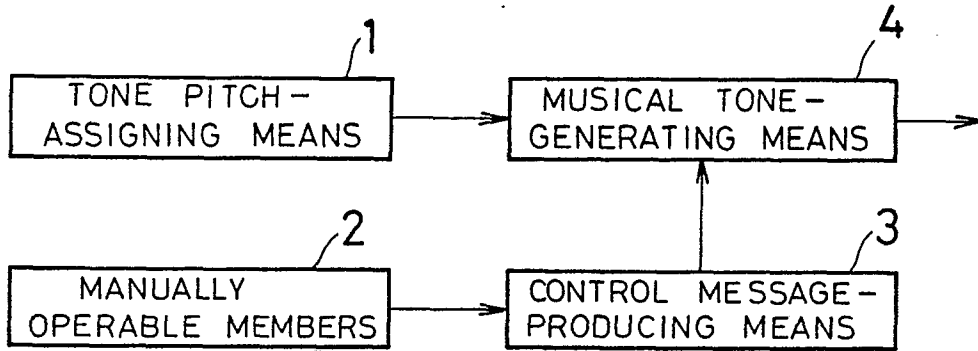 1
TONE PITCH-
ASSIGNING MEANS
4
MUSICAL TONE-
GENERATING MEANS
2
MANUALLY
OPERABLE MEMBERS
3
CONTROL MESSAGE-
PRODUCING MEANS